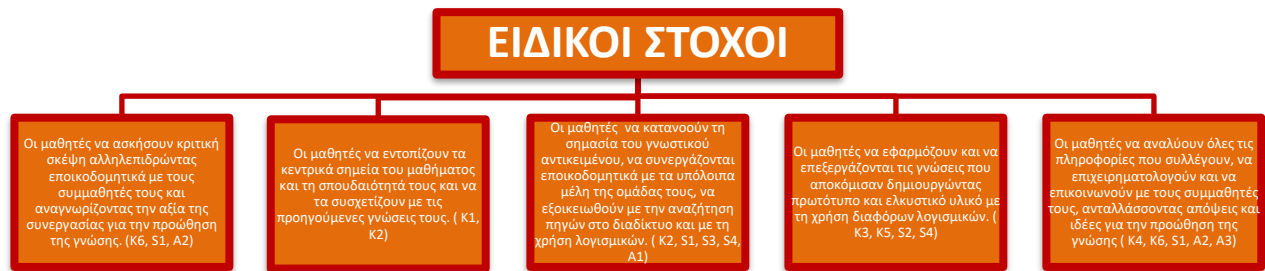 ΕΙΔΙΚΟΙ ΣΤΟΧΟΙ
Οι μαθητές να ασκήσουν κριτική
σκέψη αλληλεπιδρώντας
εποικοδομητικά με τους
συμμαθητές τους και
αναγνωρίζοντας την αξία της
συνεργασίας για την προώθηση
της γνώσης. (Κ6, S1, A2)
Οι μαθητές να εντοπίζουν τα
κεντρικά σημεία του μαθήματος
και τη σπουδαιότητά τους και να
τα συσχετίζουν με τις
προηγούμενες γνώσεις τους. ( Κ1,
Κ2)
Οι μαθητές  να κατανοούν τη
σημασία του γνωστικού
αντικειμένου, να συνεργάζονται
εποικοδομητικά με τα υπόλοιπα
μέλη της ομάδας τους, να
εξοικειωθούν με την αναζήτηση
πηγών στο διαδίκτυο και με τη
χρήση λογισμικών. ( Κ2, S1, S3, S4,
A1)
Οι μαθητές να εφαρμόζουν και να
επεξεργάζονται τις γνώσεις που
αποκόμισαν δημιουργώντας
πρωτότυπο και ελκυστικό υλικό με
τη χρήση διαφόρων λογισμικών. (
Κ3, Κ5, S2, S4)
Οι μαθητές να αναλύουν όλες τις
πληροφορίες που συλλέγουν, να
επιχειρηματολογούν και να
επικοινωνούν με τους συμμαθητές
τους, ανταλλάσσοντας απόψεις και
ιδέες για την προώθηση της
γνώσης ( Κ4, Κ6, S1, A2, A3)